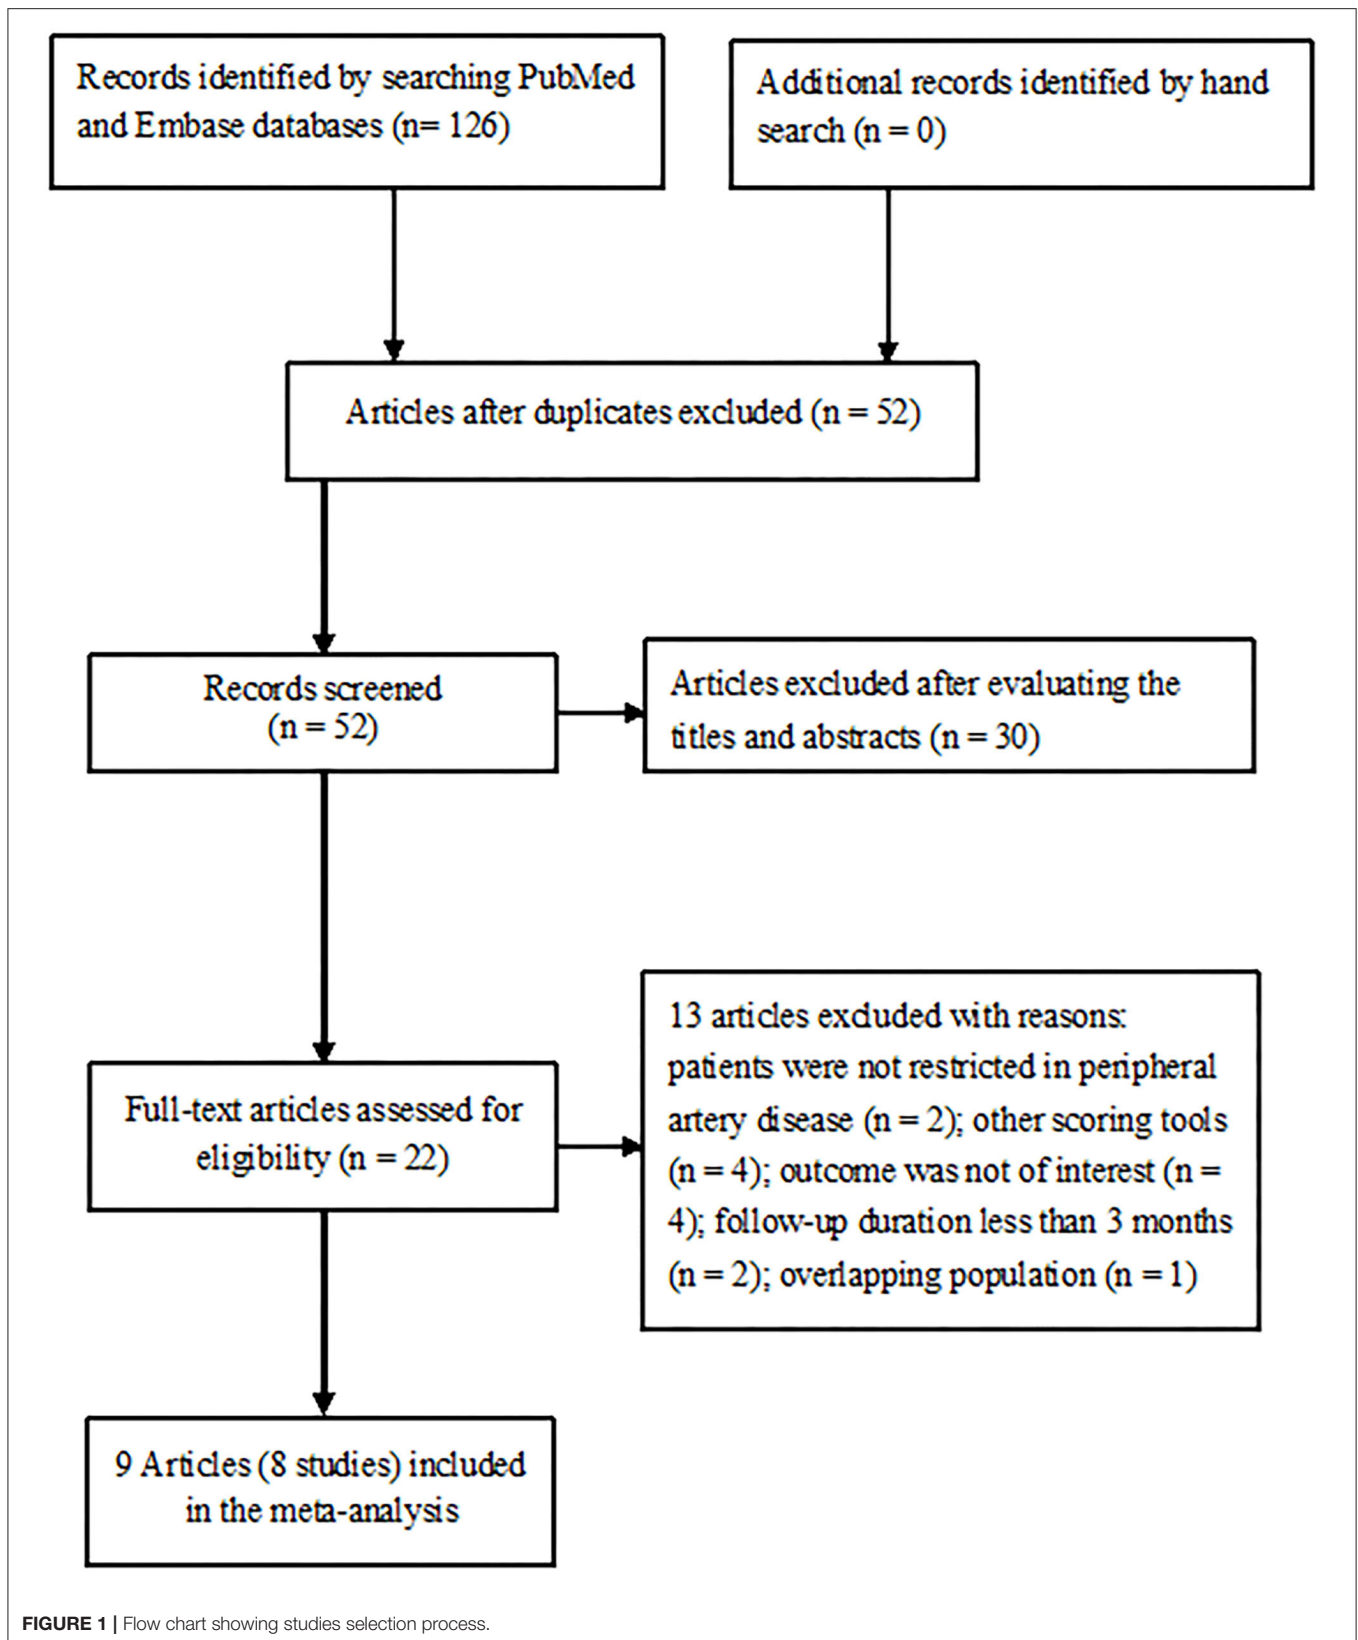 Records identified by searching PubMed
and Embase databases (n= 126)
Additional records identified by hand
search (n = 0)
Articles after duplicates excluded (n = 52)
Records screened
(n = 52)
Articles excluded after evaluating the
titles and abstracts (n = 30)
Full-text articles assessed for
eligibility (n = 22)
13 articles excluded with reasons:
patients were not restricted in peripheral
artery disease (n = 2); other scoring tools
(n = 4); outcome was not of interest (n =
4); follow-up duration less than 3 months
(n = 2); overlapping population (n = 1)
9 Articles (8 studies) included
in the meta-analysis
FIGURE 1 | Flow chart showing studies selection process.